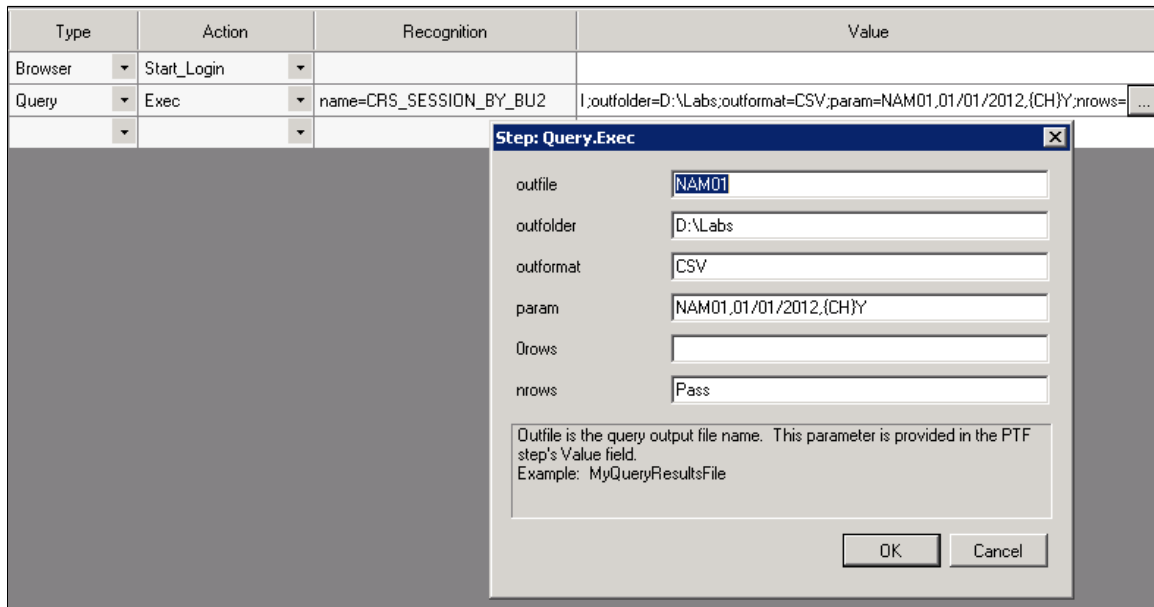 Type Action Recognition Value
Browser Start_Login
Query Exec name=CRS_SESSION_BY_BU2 l;outfolder=D:\Labs;outformat=CSV;param=NAM01,01/01/2012,{CH}Y;nrows= ...
Step: Query.Exec
outfile NAM01
outfolder D:\Labs
outformat CSV
param NAM01,01/01/2012,{CH}Y
0rows
nrows Pass
Outfile is the query output file name. This parameter is provided in the PTF
step's Value field.
Example: MyQueryResultsFile
OK Cancel